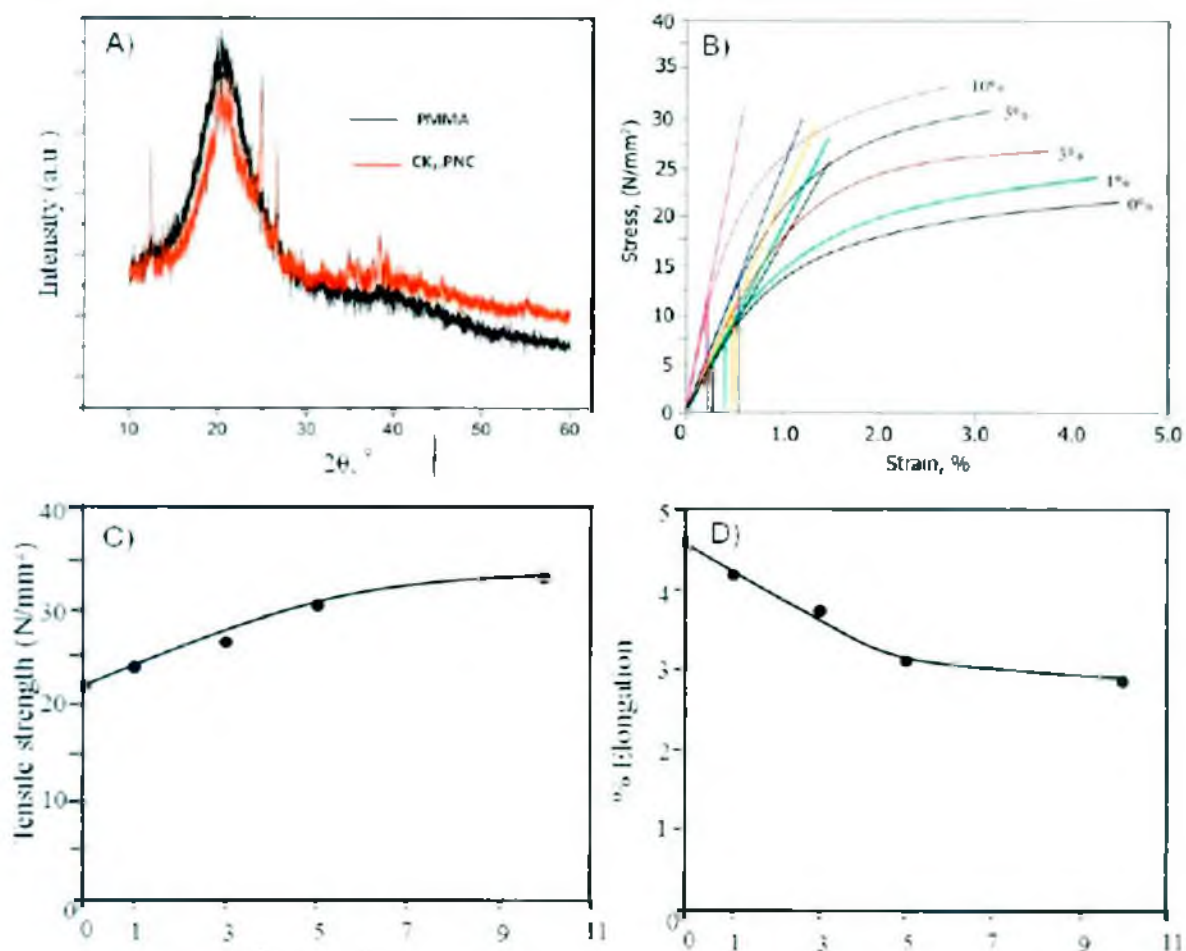 A)
Intensity (a.u.)
PMMA
CK, PNC
10 20 30 40 50 60
2θ, °
B)
Stress, (N/mm²)
40
35
30
25
20
15
10
5
0
10%
5%
3%
1%
0%
0 1.0 2.0 3.0 4.0 5.0
Strain, %
C)
Tensile strength (N/mm²)
40
30
20
10
0
0 1 3 5 7 9 11
D)
% Elongation
5
4
3
2
1
0
0 1 3 5 7 9 11